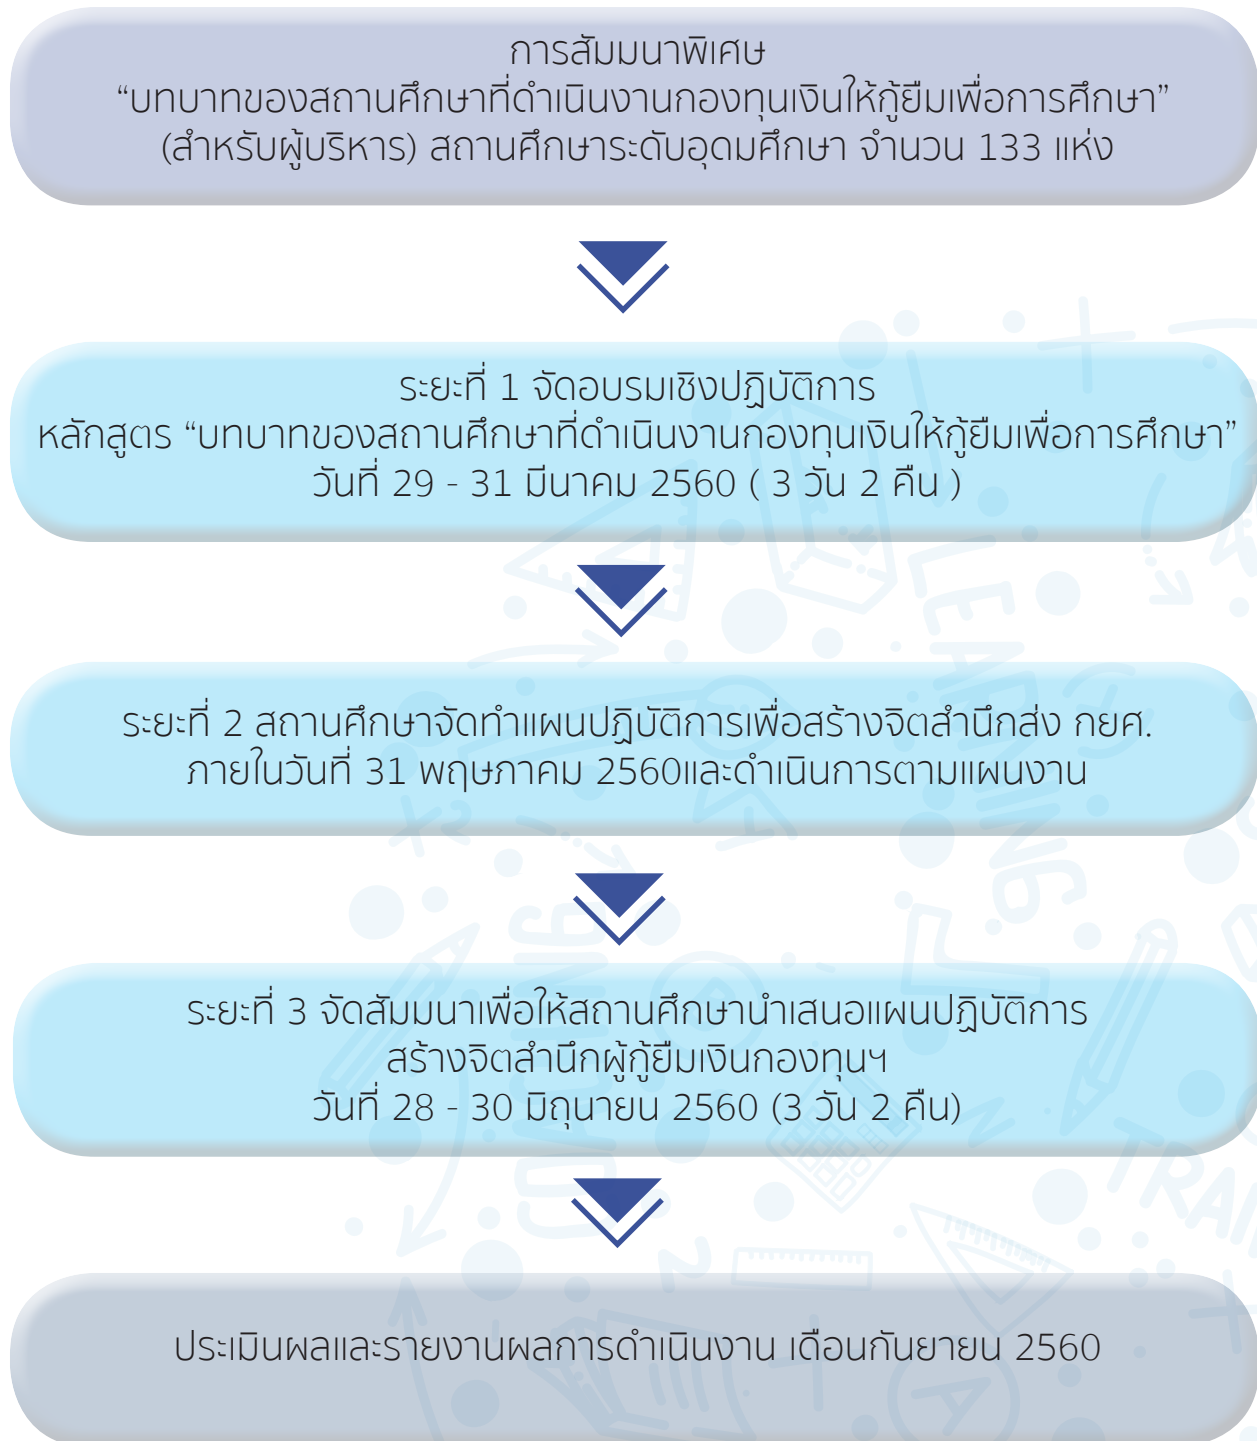 การสัมมนาพิเศษ
“บทบาทของสถานศึกษาที่ดำเนินงานกองทุนเงินให้กู้ยืมเพื่อการศึกษา”
(สำหรับผู้บริหาร) สถานศึกษาระดับอุดมศึกษา จำนวน 133 แห่ง
ระยะที่ 1 จัดอบรมเชิงปฏิบัติการ
หลักสูตร “บทบาทของสถานศึกษาที่ดำเนินงานกองทุนเงินให้กู้ยืมเพื่อการศึกษา”
วันที่ 29 - 31 มีนาคม 2560 ( 3 วัน 2 คืน )
LEARNING
ระยะที่ 2 สถานศึกษาจัดทำแผนปฏิบัติการเพื่อสร้างจิตสำนึกส่ง กยศ.
ภายในวันที่ 31 พฤษภาคม 2560และดำเนินการตามแผนงาน
ระยะที่ 3 จัดสัมมนาเพื่อให้สถานศึกษานำเสนอแผนปฏิบัติการ
สร้างจิตสำนึกผู้กู้ยืมเงินกองทุนฯ
วันที่ 28 - 30 มิถุนายน 2560 (3 วัน 2 คืน)
ประเมินผลและรายงานผลการดำเนินงาน เดือนกันยายน 2560